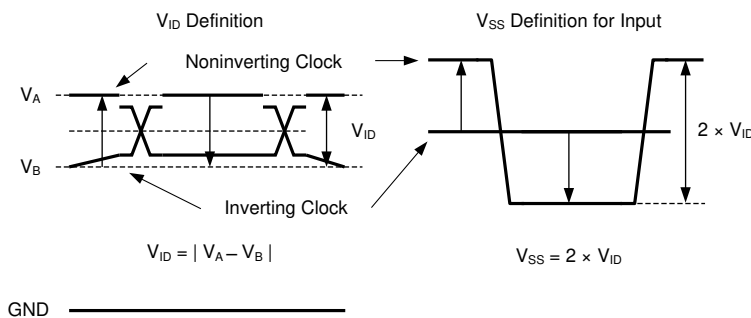 V_ID Definition
V_SS Definition for Input
Noninverting Clock
V_A
V_B
V_ID
2 × V_ID
Inverting Clock
V_ID = | V_A – V_B |
V_SS = 2 × V_ID
GND